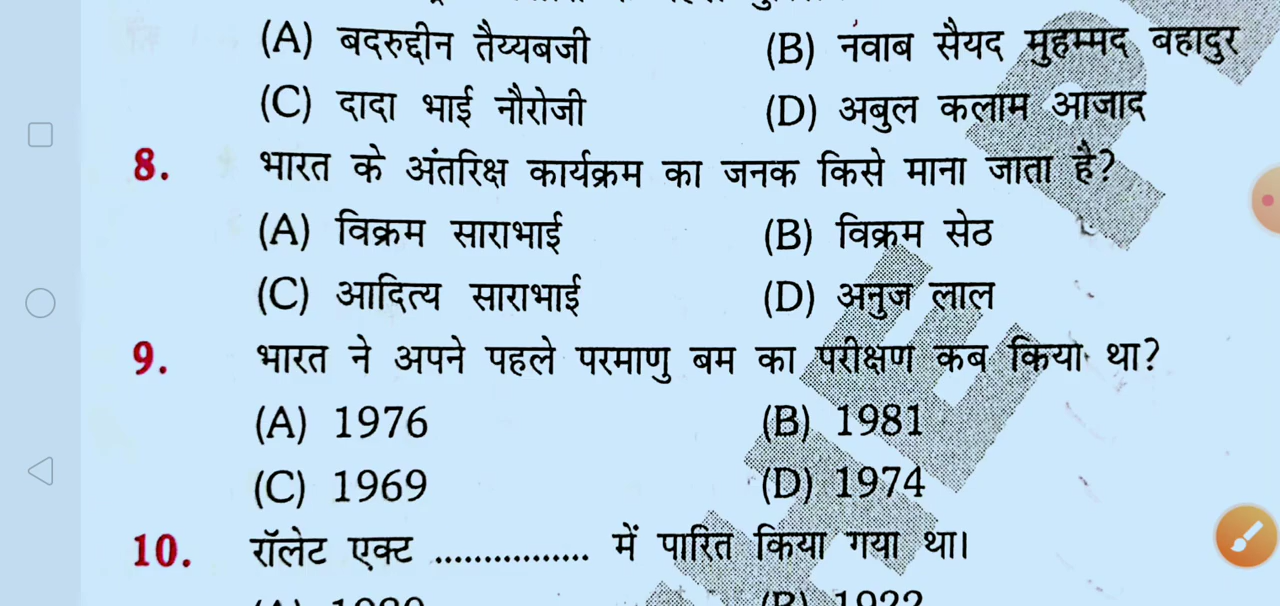 (A) बदरुद्दीन तैय्यबजी (B) नवाब सैयद मुहम्मद बहादुर
(C) दादा भाई नौरोजी (D) अबुल कलाम आजाद
8. भारत के अंतरिक्ष कार्यक्रम का जनक किसे माना जाता है?
(A) विक्रम साराभाई (B) विक्रम सेठ
(C) आदित्य साराभाई (D) अनुज लाल
9. भारत ने अपने पहले परमाणु बम का परीक्षण कब किया था?
(A) 1976 (B) 1981
(C) 1969 (D) 1974
10. रॉलेट एक्ट ............... में पारित किया गया था।
(B) 1922